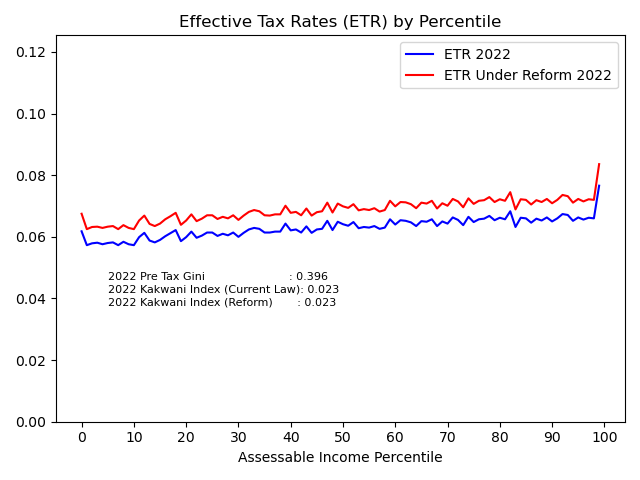 Effective Tax Rates (ETR) by Percentile
ETR 2022
ETR Under Reform 2022
0.12
0.10
0.08
0.06
0.04
0.02
0.00
2022 Pre Tax Gini : 0.396
2022 Kakwani Index (Current Law): 0.023
2022 Kakwani Index (Reform) : 0.023
0 10 20 30 40 50 60 70 80 90 100
Assessable Income Percentile